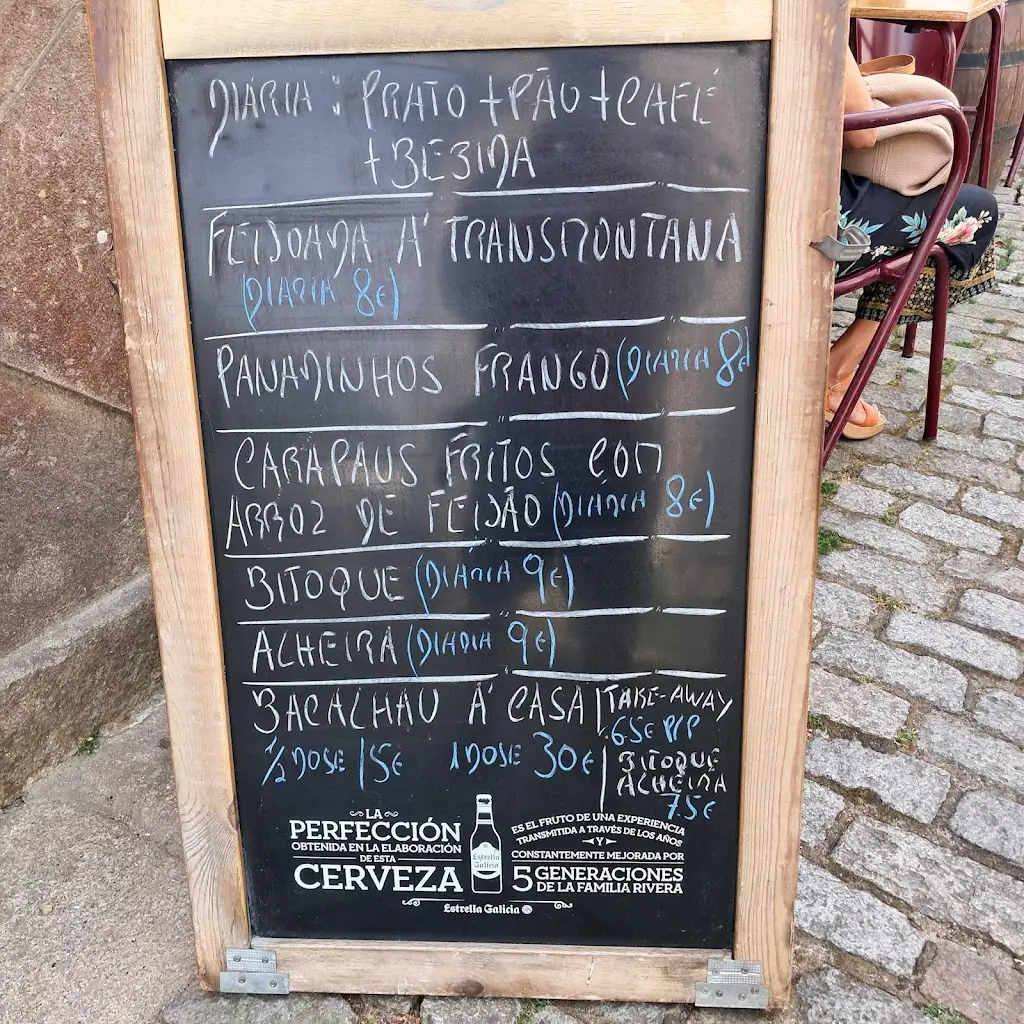 DIÁRIA : PRATO + PÃO + CAFÉ
+ BEBIDA
FEIJOADA A' TRANSMONTANA
(DIÁRIA 8€)
PANADINHOS FRANGO (DIÁRIA 8€
CARAPAUS FRITOS COM
ARROZ DE FEIJÃO (DIÁRIA 8€)
BITOQUE (DIÁRIA 9€)
ALHEIRA (DIÁRIA 9€)
BACALHAU A' CASA
1/2 DOSE 15€ 1 DOSE 30€
TAKE-AWAY
6.5€ P/P
BITOQUE
ALHEIRA
7.5€
LA
PERFECCIÓN
OBTENIDA EN LA ELABORACIÓN
DE ESTA
CERVEZA
Estrella
Galicia
ES EL FRUTO DE UNA EXPERIENCIA
TRANSMITIDA A TRAVÉS DE LOS AÑOS
Y
CONSTANTEMENTE MEJORADA POR
5 GENERACIONES
DE LA FAMILIA RIVERA
Estrella Galicia